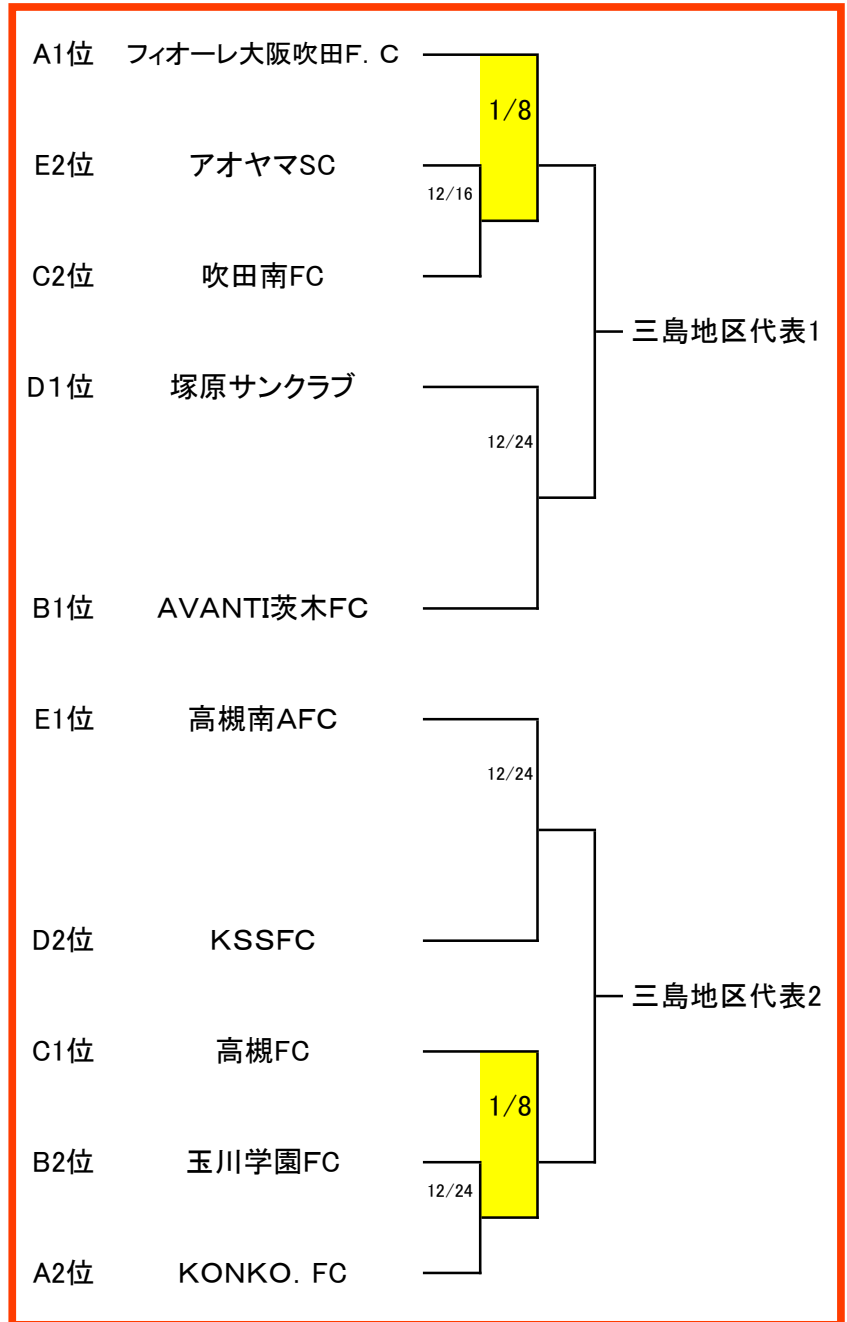 A1位 フィオーレ大阪吹田F．C
1/8
E2位 アオヤマSC
12/16
C2位 吹田南FC
三島地区代表1
D1位 塚原サンクラブ
12/24
B1位 AVANTI茨木FC
E1位 高槻南AFC
12/24
D2位 KSSFC
三島地区代表2
C1位 高槻FC
1/8
B2位 玉川学園FC
12/24
A2位 KONKO．FC